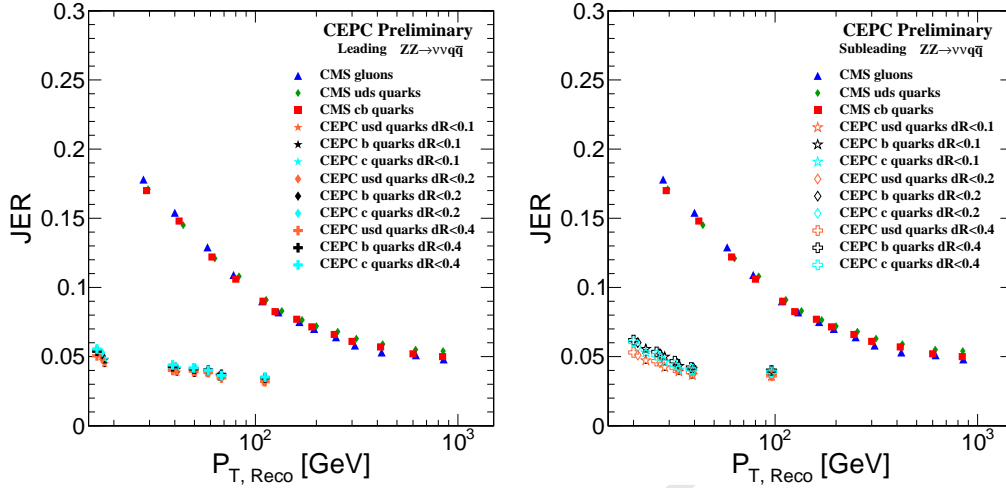 0.3
0.25
0.2
0.15
0.1
0.05
0
JER
CEPC Preliminary
Leading ZZ→ννqq̅
CMS gluons
CMS uds quarks
CMS cb quarks
CEPC usd quarks dR<0.1
CEPC b quarks dR<0.1
CEPC c quarks dR<0.1
CEPC usd quarks dR<0.2
CEPC b quarks dR<0.2
CEPC c quarks dR<0.2
CEPC usd quarks dR<0.4
CEPC b quarks dR<0.4
CEPC c quarks dR<0.4
10² 10³
P_T, Reco [GeV]
0.3
0.25
0.2
0.15
0.1
0.05
0
JER
CEPC Preliminary
Subleading ZZ→ννqq̅
CMS gluons
CMS uds quarks
CMS cb quarks
CEPC usd quarks dR<0.1
CEPC b quarks dR<0.1
CEPC c quarks dR<0.1
CEPC usd quarks dR<0.2
CEPC b quarks dR<0.2
CEPC c quarks dR<0.2
CEPC usd quarks dR<0.4
CEPC b quarks dR<0.4
CEPC c quarks dR<0.4
10² 10³
P_T, Reco [GeV]